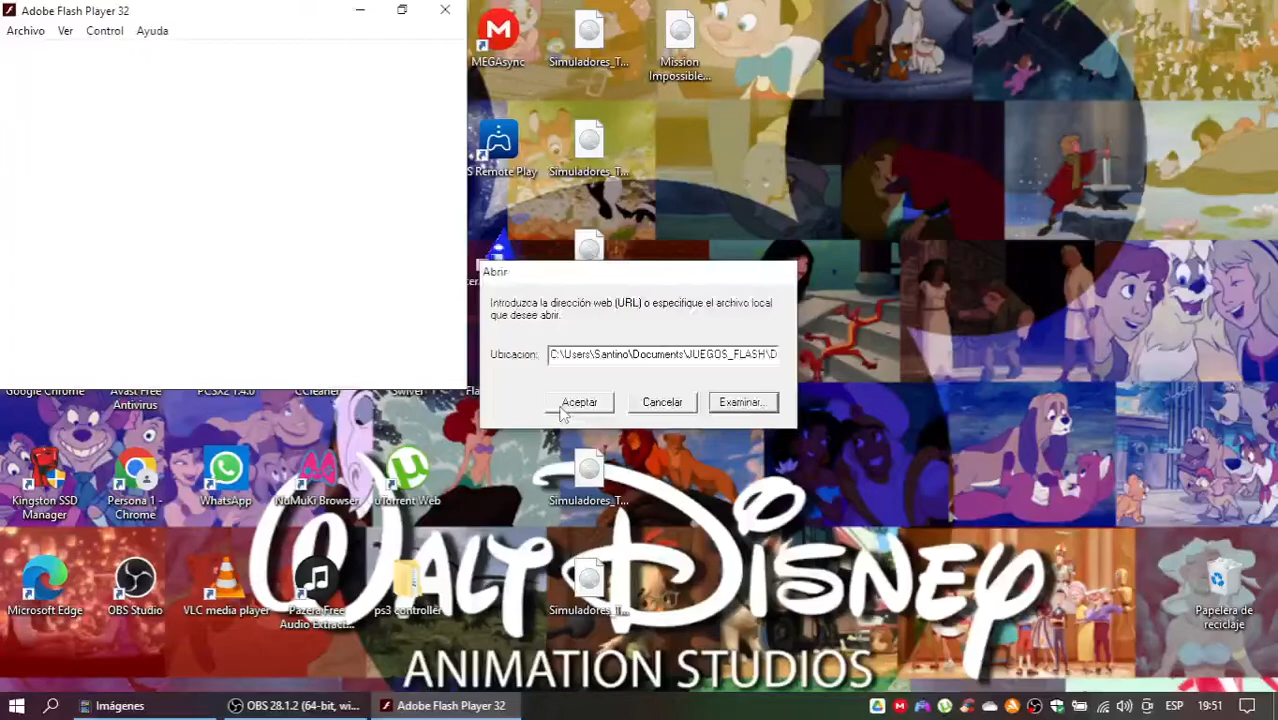 Adobe Flash Player 32
Archivo Ver Control Ayuda
MEGAsync
Simuladores_T...
Mission
Impossible...
S Remote Play
Simuladores_T...
Abrir
Introduzca la dirección web (URL) o especifique el archivo local
que desee abrir.
Ubicación: C:\Users\Santino\Documents\JUEGOS_FLASH\D
Aceptar Cancelar Examinar...
Google Chrome
Avast Free
Antivirus
PCSX2 1.4.0
CCleaner
Swivel
Kingston SSD
Manager
Persona 1 -
Chrome
WhatsApp
NuMuKi Browser
uTorrent Web
Simuladores_T...
Microsoft Edge
OBS Studio
VLC media player
Pazera Free
Audio Extract...
ps3 controller
Simuladores_T...
Papelera de
reciclaje
Walt Disney
ANIMATION STUDIOS
Imágenes
OBS 28.1.2 (64-bit, wi...
Adobe Flash Player 32
ESP
19:51